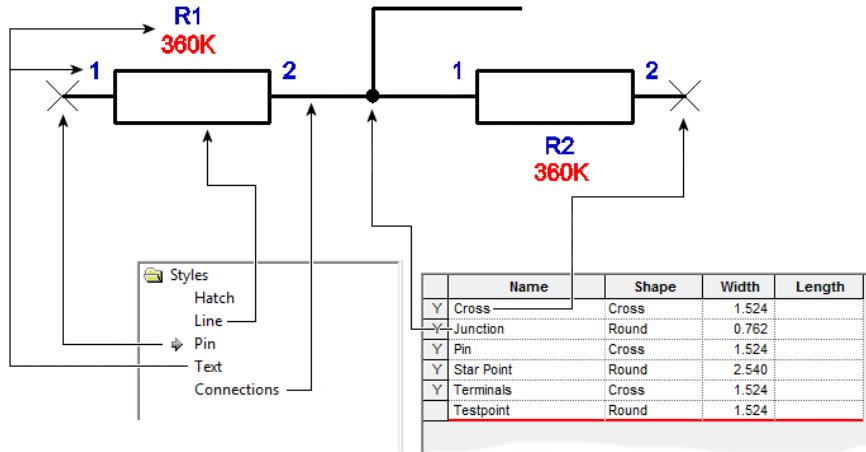 R1
360K
1
2
1
2
R2
360K
Styles
Hatch
Line
Pin
Text
Connections
Name Shape Width Length
Y Cross Cross 1.524
Y Junction Round 0.762
Y Pin Cross 1.524
Y Star Point Round 2.540
Y Terminals Cross 1.524
Testpoint Round 1.524